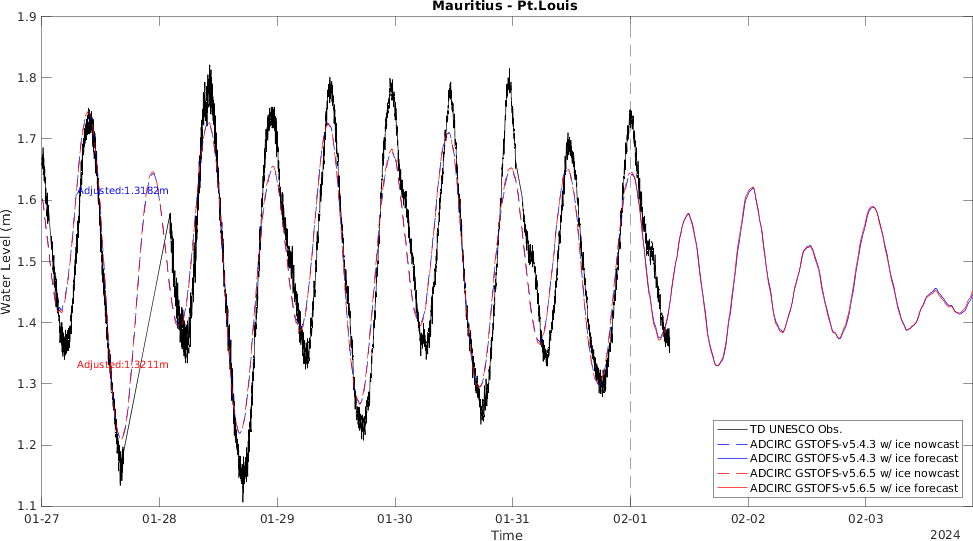 Mauritius - Pt.Louis
1.9
1.8
1.7
1.6
1.5
1.4
1.3
1.2
1.1
Water Level (m)
Adjusted:1.3182m
Adjusted:1.3211m
TD UNESCO Obs.
ADCIRC GSTOFS-v5.4.3 w/ ice nowcast
ADCIRC GSTOFS-v5.4.3 w/ ice forecast
ADCIRC GSTOFS-v5.6.5 w/ ice nowcast
ADCIRC GSTOFS-v5.6.5 w/ ice forecast
01-27 01-28 01-29 01-30 01-31 02-01 02-02 02-03
Time
2024